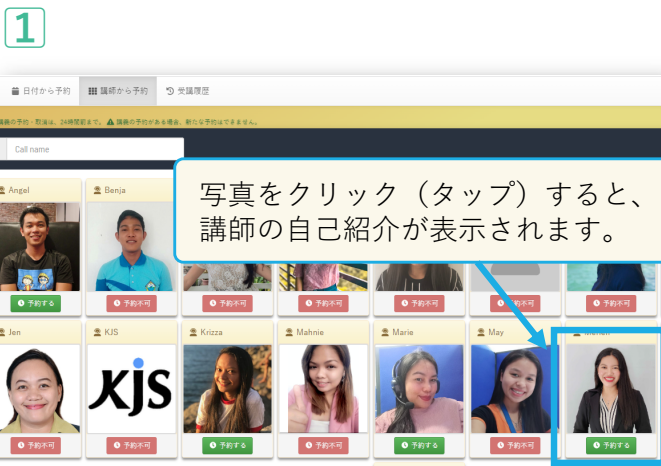 1
日付から予約 講師から予約 受講履歴
講義の予約・取消は、24時間前まで。 講義の予約がある場合、新たな予約はできません。
Call name
写真をクリック（タップ）すると、
講師の自己紹介が表示されます。
Angel Benja
予約する 予約不可 予約不可 予約不可 予約不可 予約不可 予約不可
Jen KJS Krizza Mahnie Marie May
KJS
予約不可 予約不可 予約する 予約不可 予約する 予約不可 予約する